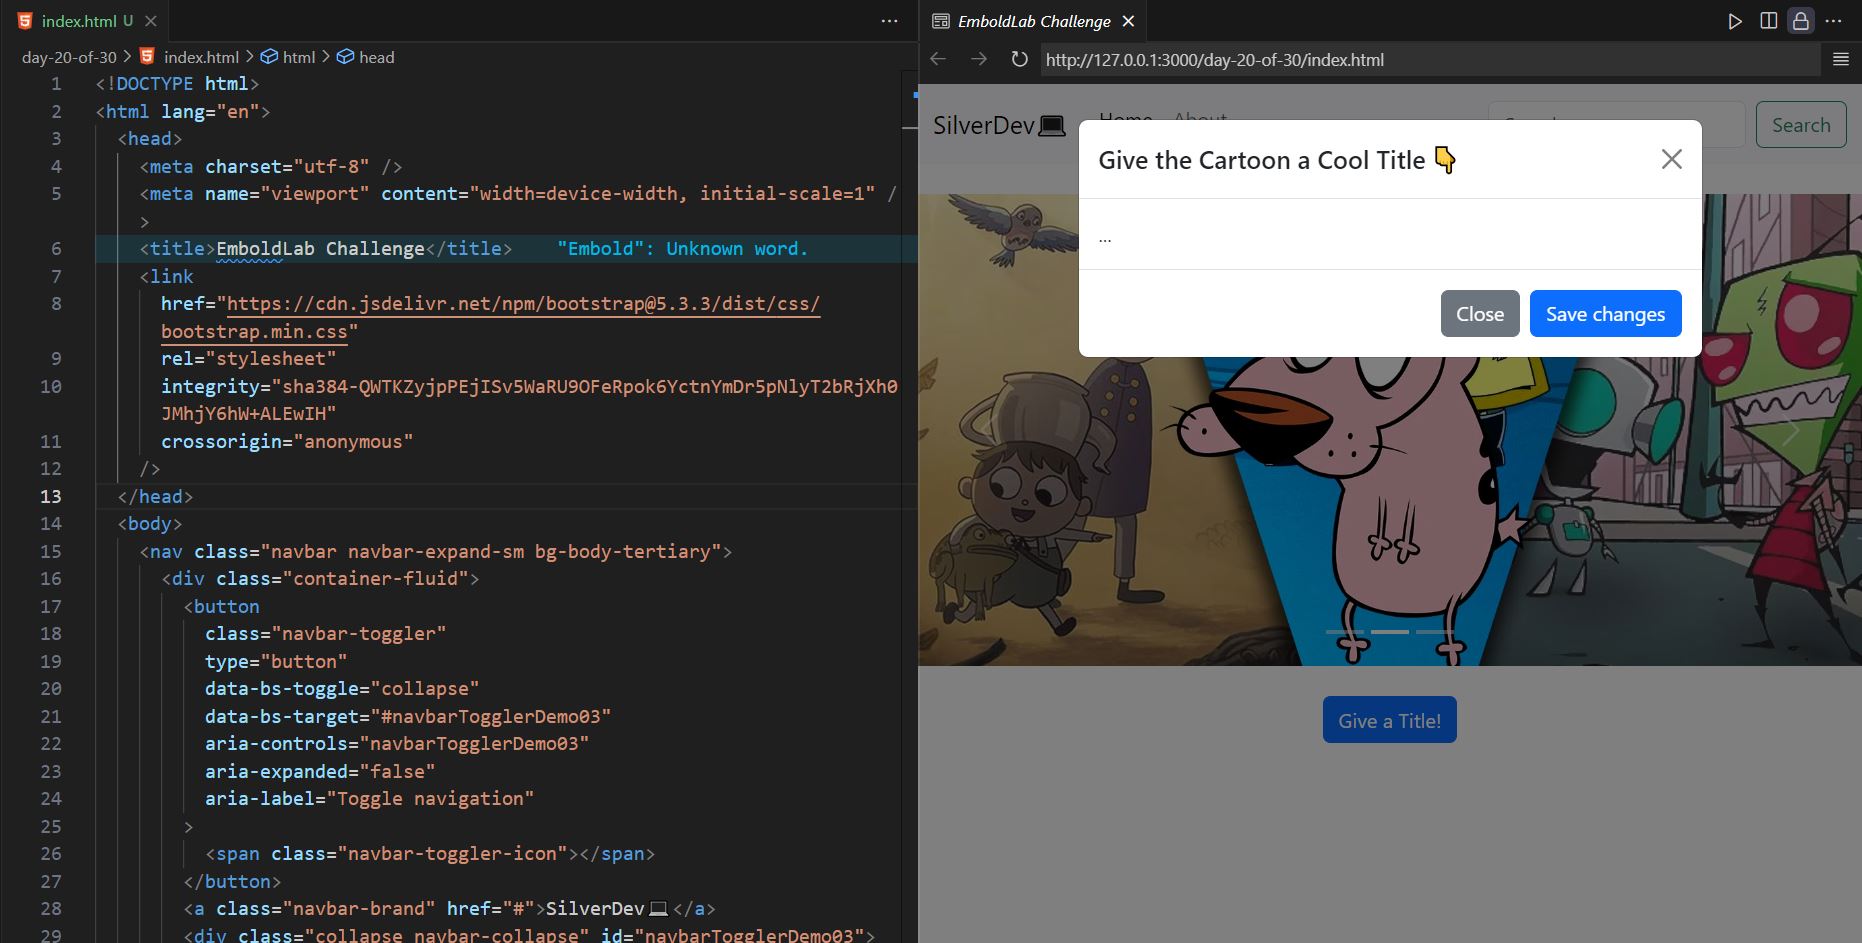 index.html U
day-20-of-30 > index.html > html > head
1 <!DOCTYPE html>
2 <html lang="en">
3 <head>
4 <meta charset="utf-8" />
5 <meta name="viewport" content="width=device-width, initial-scale=1" /
>
6 <title>EmboldLab Challenge</title> "Embold": Unknown word.
7 <link
8 href="https://cdn.jsdelivr.net/npm/bootstrap@5.3.3/dist/css/
bootstrap.min.css"
9 rel="stylesheet"
10 integrity="sha384-QWTKZyjpPEjISv5WaRU9OFeRpok6YctnYmDr5pNlyT2bRjXh0
JMhjY6hW+ALEwIH"
11 crossorigin="anonymous"
12 />
13 </head>
14 <body>
15 <nav class="navbar navbar-expand-sm bg-body-tertiary">
16 <div class="container-fluid">
17 <button
18 class="navbar-toggler"
19 type="button"
20 data-bs-toggle="collapse"
21 data-bs-target="#navbarTogglerDemo03"
22 aria-controls="navbarTogglerDemo03"
23 aria-expanded="false"
24 aria-label="Toggle navigation"
25 >
26 <span class="navbar-toggler-icon"></span>
27 </button>
28 <a class="navbar-brand" href="#">SilverDev💻</a>
29 <div class="collapse navbar-collapse" id="navbarTogglerDemo03">
EmboldLab Challenge
http://127.0.0.1:3000/day-20-of-30/index.html
SilverDev💻 Home About Search
Give the Cartoon a Cool Title 👇
...
Close Save changes
Give a Title!